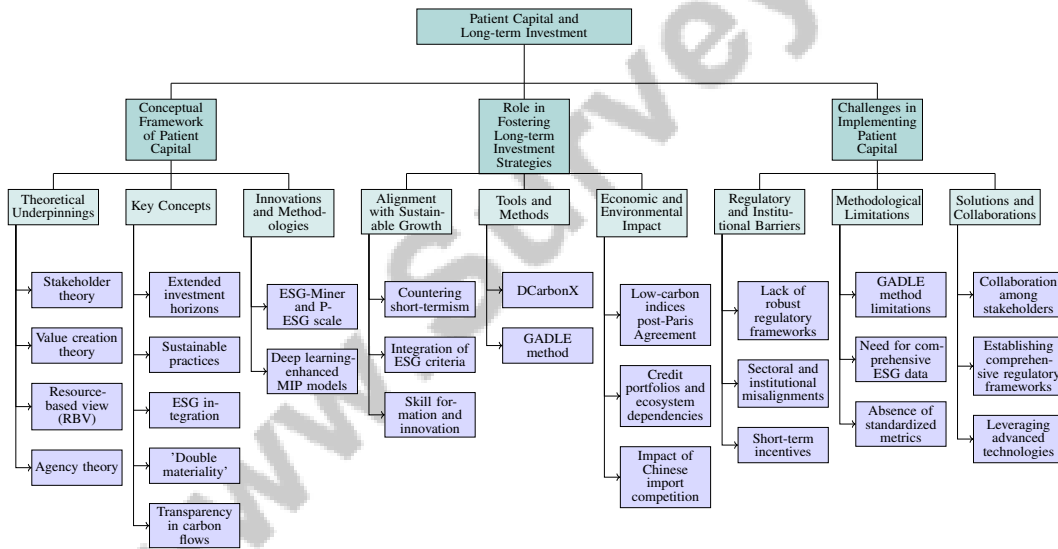 Patient Capital and
Long-term Investment
Conceptual
Framework
of Patient
Capital
Role in
Fostering
Long-term
Investment
Strategies
Challenges in
Implementing
Patient
Capital
Theoretical
Underpinnings
Key Concepts
Innovations
and Method-
ologies
Alignment
with Sustain-
able Growth
Tools and
Methods
Economic and
Environmental
Impact
Regulatory
and Institu-
tional Barriers
Methodological
Limitations
Solutions and
Collaborations
Stakeholder
theory
Value creation
theory
Resource-
based view
(RBV)
Agency theory
Extended
investment
horizons
Sustainable
practices
ESG in-
tegration
'Double
materiality'
Transparency
in carbon
flows
ESG-Miner
and P-
ESG scale
Deep learning-
enhanced
MIP models
Countering
short-termism
Integration of
ESG criteria
Skill for-
mation and
innovation
DCarbonX
GADLE
method
Low-carbon
indices
post-Paris
Agreement
Credit
portfolios and
ecosystem
dependencies
Impact of
Chinese
import
competition
Lack of
robust
regulatory
frameworks
Sectoral and
institutional
misalignments
Short-term
incentives
GADLE
method
limitations
Need for com-
prehensive
ESG data
Absence of
standardized
metrics
Collaboration
among
stakeholders
Establishing
comprehen-
sive regulatory
frameworks
Leveraging
advanced
technologies
www.Survey